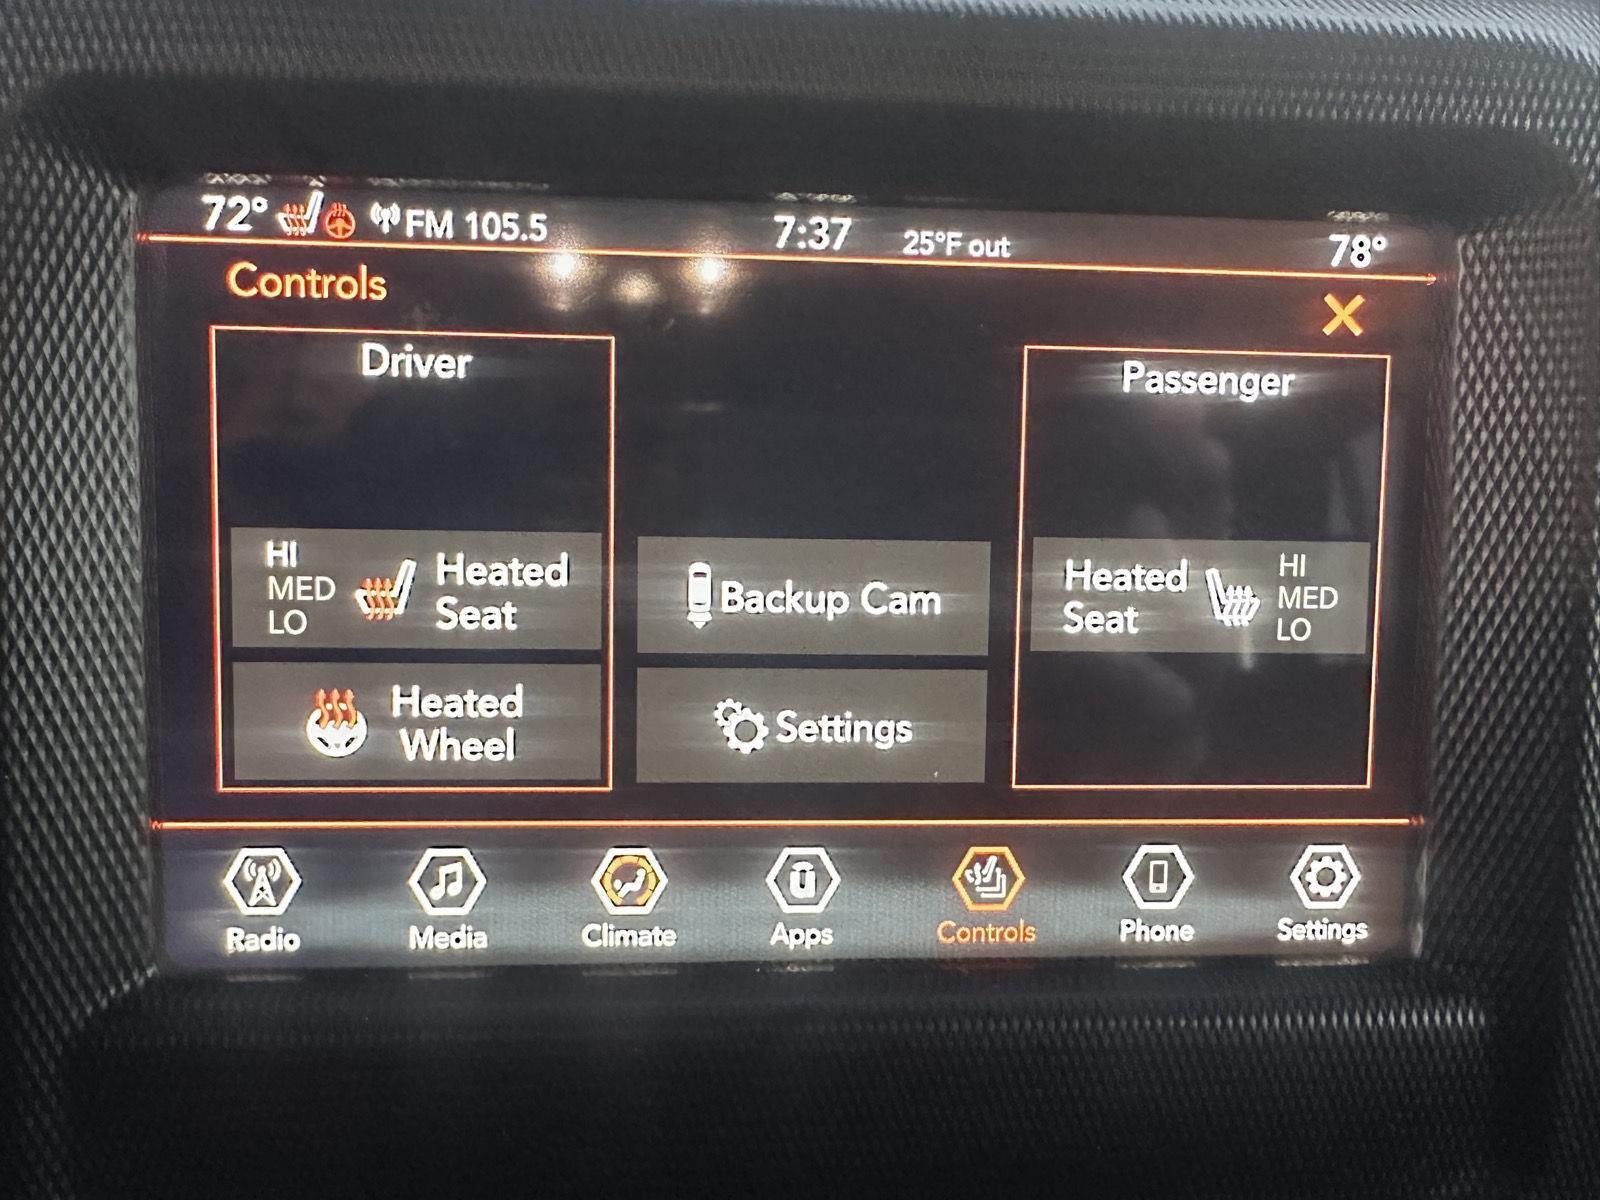 72° FM 105.5 7:37 25°F out 78°
Controls
Driver
Passenger
HI
MED
LO
Heated
Seat
Backup Cam
Heated
Seat
HI
MED
LO
Heated
Wheel
Settings
Radio Media Climate Apps Controls Phone Settings